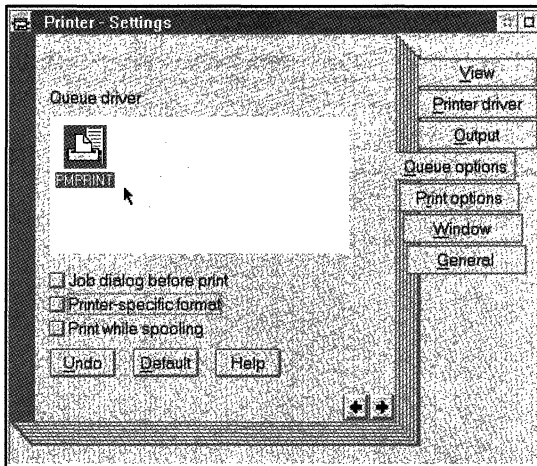 Printer - Settings
View
Printer driver
Output
Queue options
Print options
Window
General
Queue driver
PMPRINT
Job dialog before print
Printer-specific format
Print while spooling
Undo
Default
Help